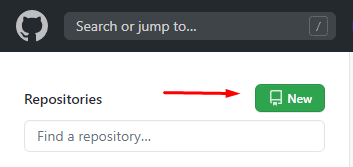 Search or jump to... /
Repositories New
Find a repository...